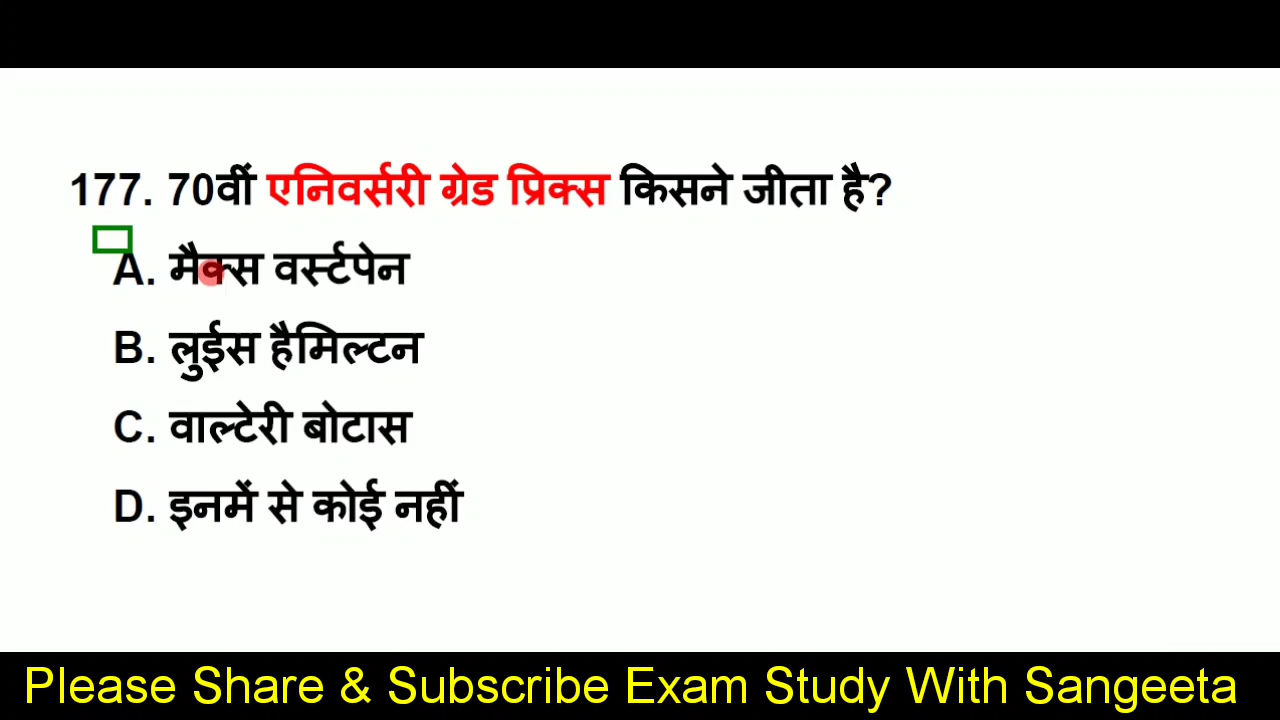 177. 70वीं एनिवर्सरी ग्रेड प्रिक्स किसने जीता है?
A. मैक्स वर्स्टपेन
B. लुईस हैमिल्टन
C. वाल्टेरी बोटास
D. इनमें से कोई नहीं
Please Share & Subscribe Exam Study With Sangeeta